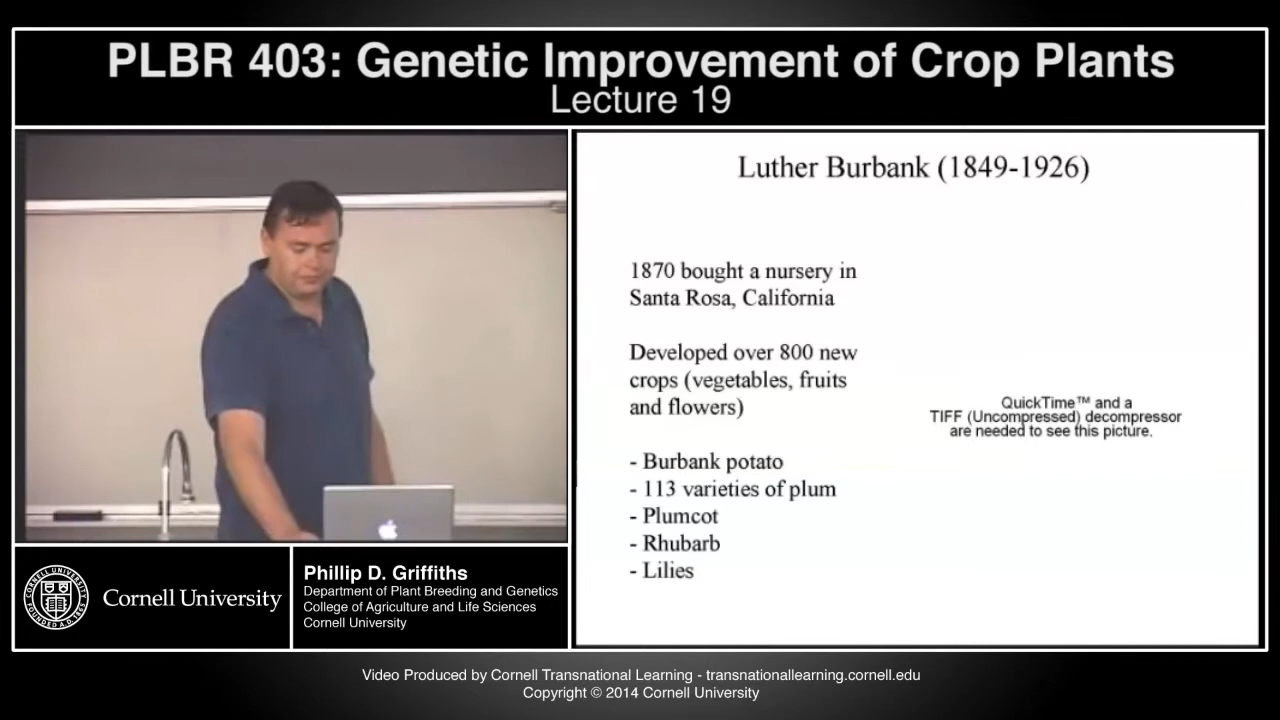 PLBR 403: Genetic Improvement of Crop Plants
Lecture 19
Luther Burbank (1849-1926)
1870 bought a nursery in
Santa Rosa, California
Developed over 800 new
crops (vegetables, fruits
and flowers)
- Burbank potato
- 113 varieties of plum
- Plumcot
- Rhubarb
- Lilies
QuickTime™ and a
TIFF (Uncompressed) decompressor
are needed to see this picture.
Cornell University
Phillip D. Griffiths
Department of Plant Breeding and Genetics
College of Agriculture and Life Sciences
Cornell University
Video Produced by Cornell Transnational Learning - transnationallearning.cornell.edu
Copyright © 2014 Cornell University